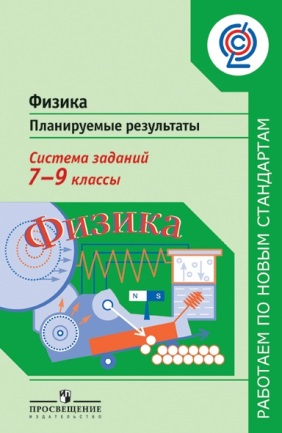 Физика
Планируемые результаты
Система заданий
7–9 классы
Физика
N S
ПРОСВЕЩЕНИЕ
ИЗДАТЕЛЬСТВО
РАБОТАЕМ ПО НОВЫМ СТАНДАРТАМ